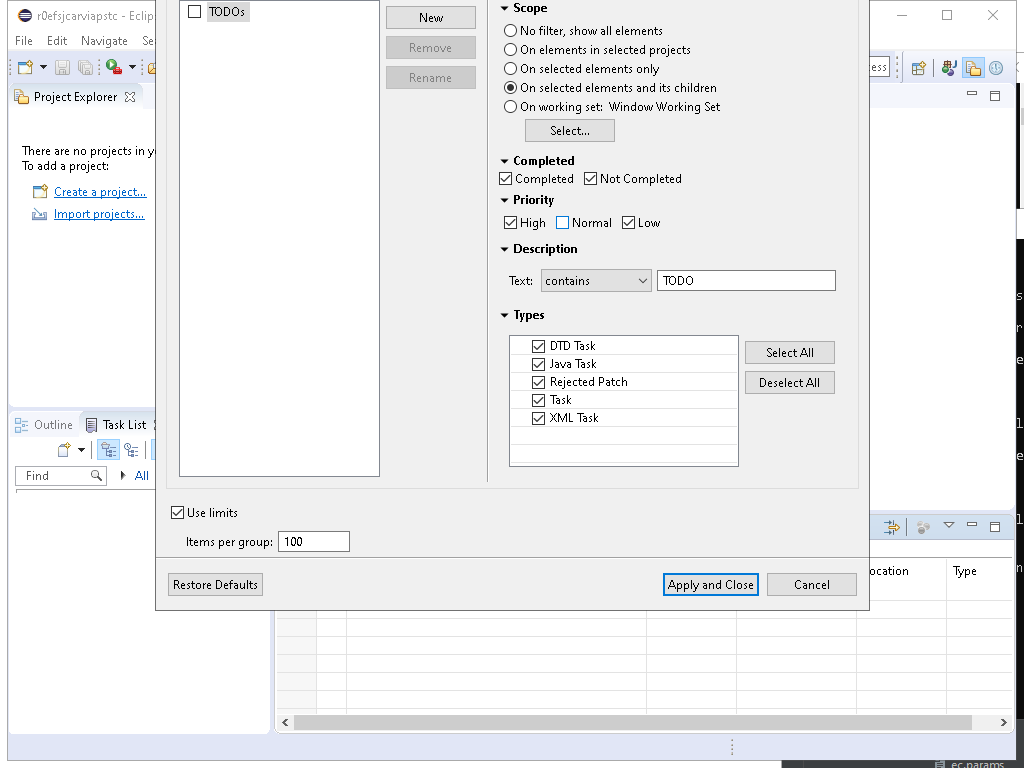 r0efsjcarviapstc - Eclip
File Edit Navigate Se
Project Explorer
There are no projects in y
To add a project:
Create a project...
Import projects...
Outline Task List
Find All
TODOs
New
Remove
Rename
Scope
No filter, show all elements
On elements in selected projects
On selected elements only
On selected elements and its children
On working set: Window Working Set
Select...
Completed
Completed Not Completed
Priority
High Normal Low
Description
Text: contains TODO
Types
DTD Task
Java Task
Rejected Patch
Task
XML Task
Select All
Deselect All
Use limits
Items per group: 100
Restore Defaults Apply and Close Cancel
ess
ocation Type
s
r
e
l
e
l
n
ec.params